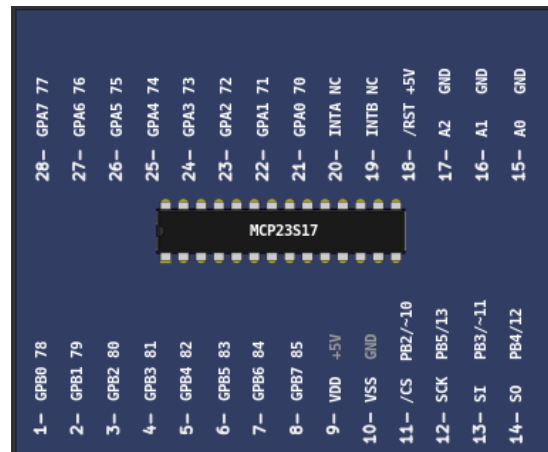 28– GPA7 77
27– GPA6 76
26– GPA5 75
25– GPA4 74
24– GPA3 73
23– GPA2 72
22– GPA1 71
21– GPA0 70
20– INTA NC
19– INTB NC
18– /RST +5V
17– A2 GND
16– A1 GND
15– A0 GND
MCP23S17
1– GPB0 78
2– GPB1 79
3– GPB2 80
4– GPB3 81
5– GPB4 82
6– GPB5 83
7– GPB6 84
8– GPB7 85
9– VDD +5V
10– VSS GND
11– /CS PB2/~10
12– SCK PB5/13
13– SI PB3/~11
14– SO PB4/12